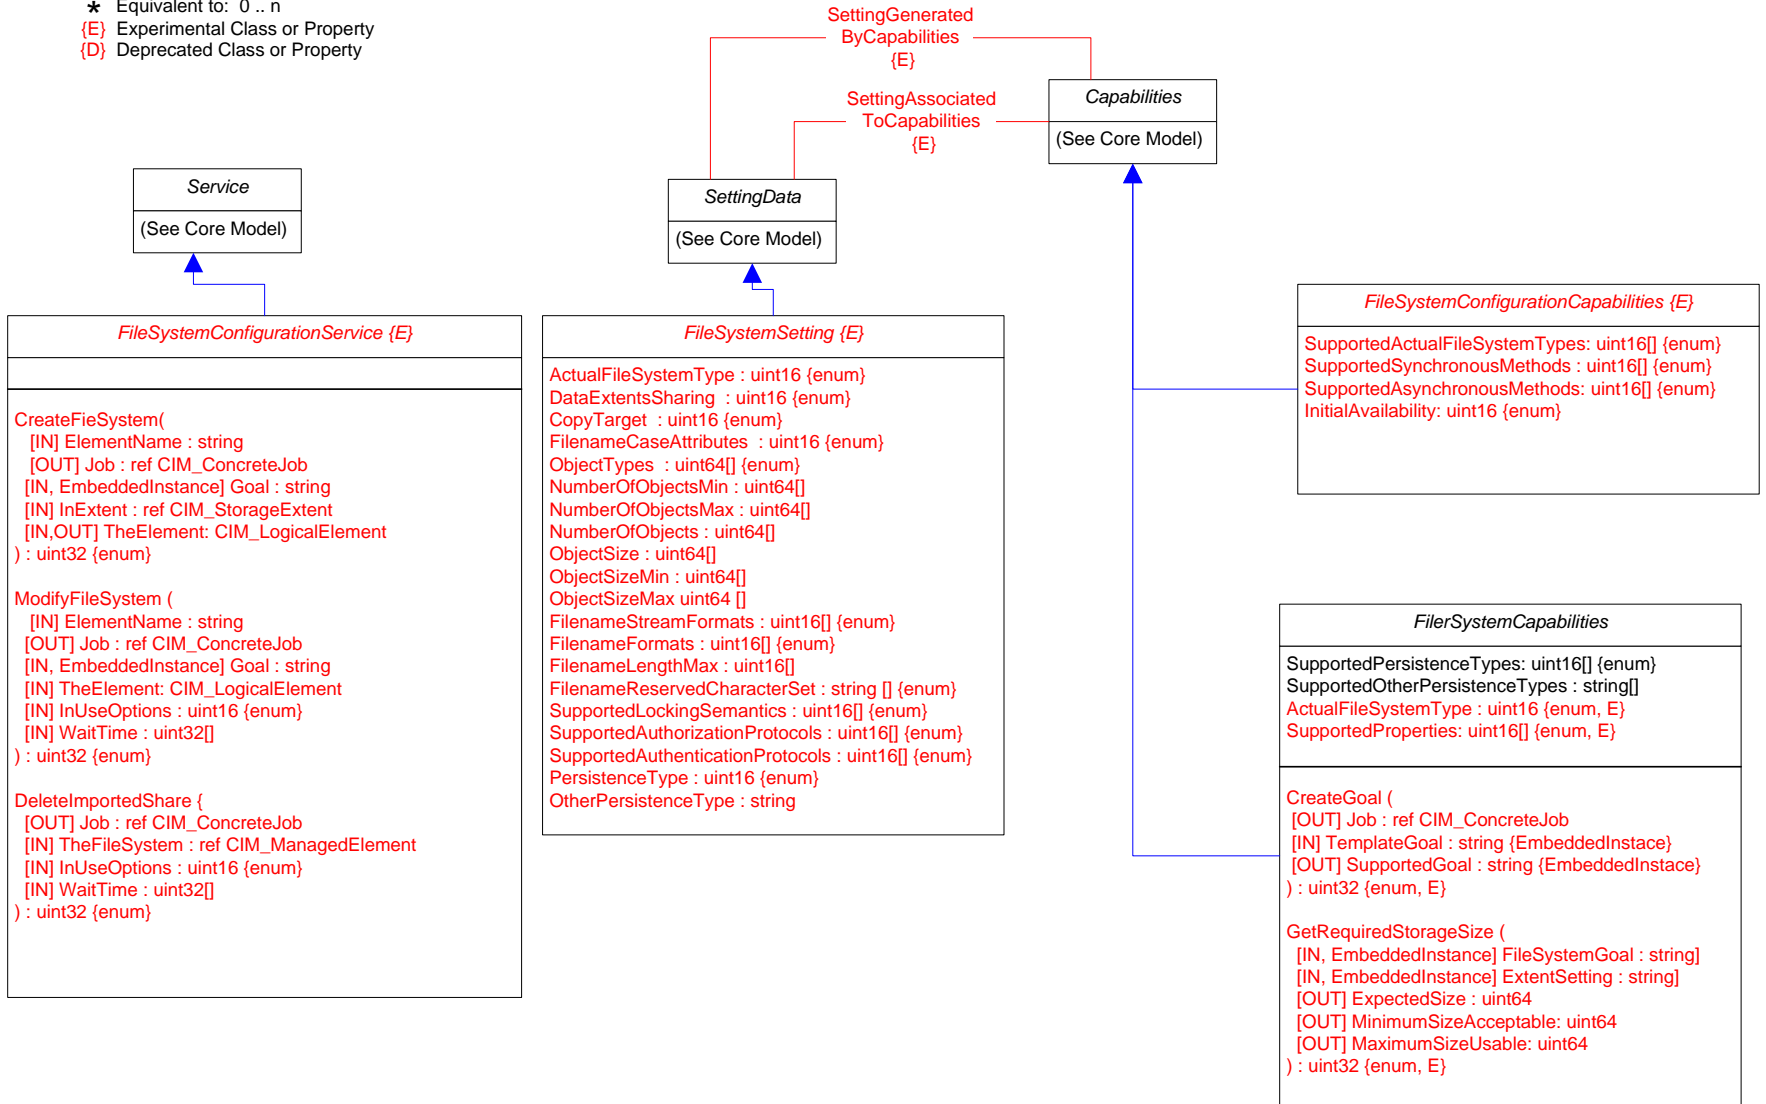 * Equivalent to: 0 .. n
{E} Experimental Class or Property
{D} Deprecated Class or Property
SettingGenerated
ByCapabilities
{E}
SettingAssociated
ToCapabilities
{E}
Capabilities
(See Core Model)
Service
(See Core Model)
SettingData
(See Core Model)
FileSystemConfigurationService {E}
CreateFieSystem(
[IN] ElementName : string
[OUT] Job : ref CIM_ConcreteJob
[IN, EmbeddedInstance] Goal : string
[IN] InExtent : ref CIM_StorageExtent
[IN,OUT] TheElement: CIM_LogicalElement
) : uint32 {enum}
ModifyFileSystem (
[IN] ElementName : string
[OUT] Job : ref CIM_ConcreteJob
[IN, EmbeddedInstance] Goal : string
[IN] TheElement: CIM_LogicalElement
[IN] InUseOptions : uint16 {enum}
[IN] WaitTime : uint32[]
) : uint32 {enum}
DeleteImportedShare {
[OUT] Job : ref CIM_ConcreteJob
[IN] TheFileSystem : ref CIM_ManagedElement
[IN] InUseOptions : uint16 {enum}
[IN] WaitTime : uint32[]
) : uint32 {enum}
FileSystemSetting {E}
ActualFileSystemType : uint16 {enum}
DataExtentsSharing : uint16 {enum}
CopyTarget : uint16 {enum}
FilenameCaseAttributes : uint16 {enum}
ObjectTypes : uint64[] {enum}
NumberOfObjectsMin : uint64[]
NumberOfObjectsMax : uint64[]
NumberOfObjects : uint64[]
ObjectSize : uint64[]
ObjectSizeMin : uint64[]
ObjectSizeMax uint64 []
FilenameStreamFormats : uint16[] {enum}
FilenameFormats : uint16[] {enum}
FilenameLengthMax : uint16[]
FilenameReservedCharacterSet : string [] {enum}
SupportedLockingSemantics : uint16[] {enum}
SupportedAuthorizationProtocols : uint16[] {enum}
SupportedAuthenticationProtocols : uint16[] {enum}
PersistenceType : uint16 {enum}
OtherPersistenceType : string
FileSystemConfigurationCapabilities {E}
SupportedActualFileSystemTypes: uint16[] {enum}
SupportedSynchronousMethods : uint16[] {enum}
SupportedAsynchronousMethods: uint16[] {enum}
InitialAvailability: uint16 {enum}
FilerSystemCapabilities
SupportedPersistenceTypes: uint16[] {enum}
SupportedOtherPersistenceTypes : string[]
ActualFileSystemType : uint16 {enum, E}
SupportedProperties: uint16[] {enum, E}
CreateGoal (
[OUT] Job : ref CIM_ConcreteJob
[IN] TemplateGoal : string {EmbeddedInstace}
[OUT] SupportedGoal : string {EmbeddedInstace}
) : uint32 {enum, E}
GetRequiredStorageSize (
[IN, EmbeddedInstance] FileSystemGoal : string]
[IN, EmbeddedInstance] ExtentSetting : string]
[OUT] ExpectedSize : uint64
[OUT] MinimumSizeAcceptable: uint64
[OUT] MaximumSizeUsable: uint64
) : uint32 {enum, E}